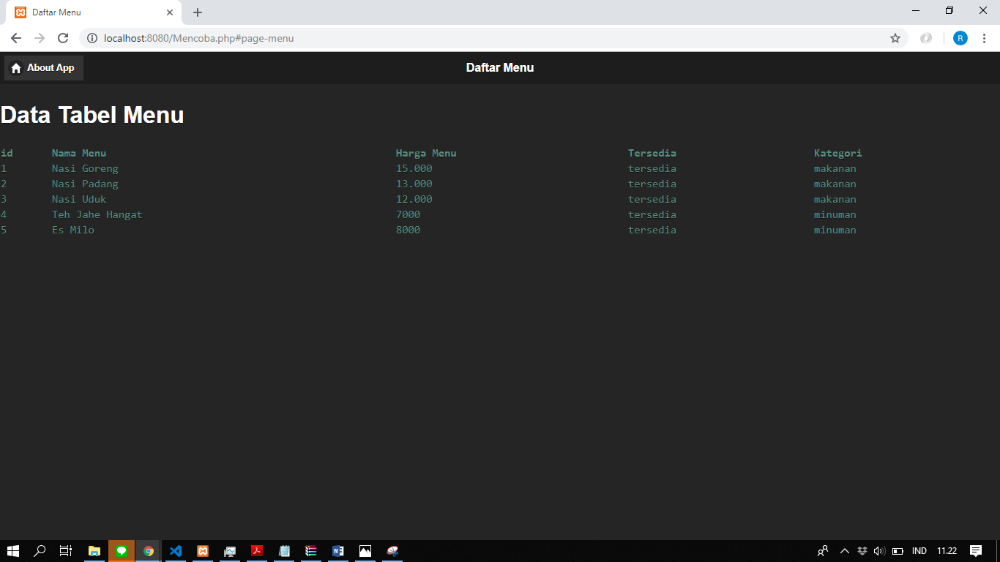 Daftar Menu
localhost:8080/Mencoba.php#page-menu
R
About App
Daftar Menu
Data Tabel Menu
id Nama Menu Harga Menu Tersedia Kategori
1 Nasi Goreng 15.000 tersedia makanan
2 Nasi Padang 13.000 tersedia makanan
3 Nasi Uduk 12.000 tersedia makanan
4 Teh Jahe Hangat 7000 tersedia minuman
5 Es Milo 8000 tersedia minuman
IND 11.22